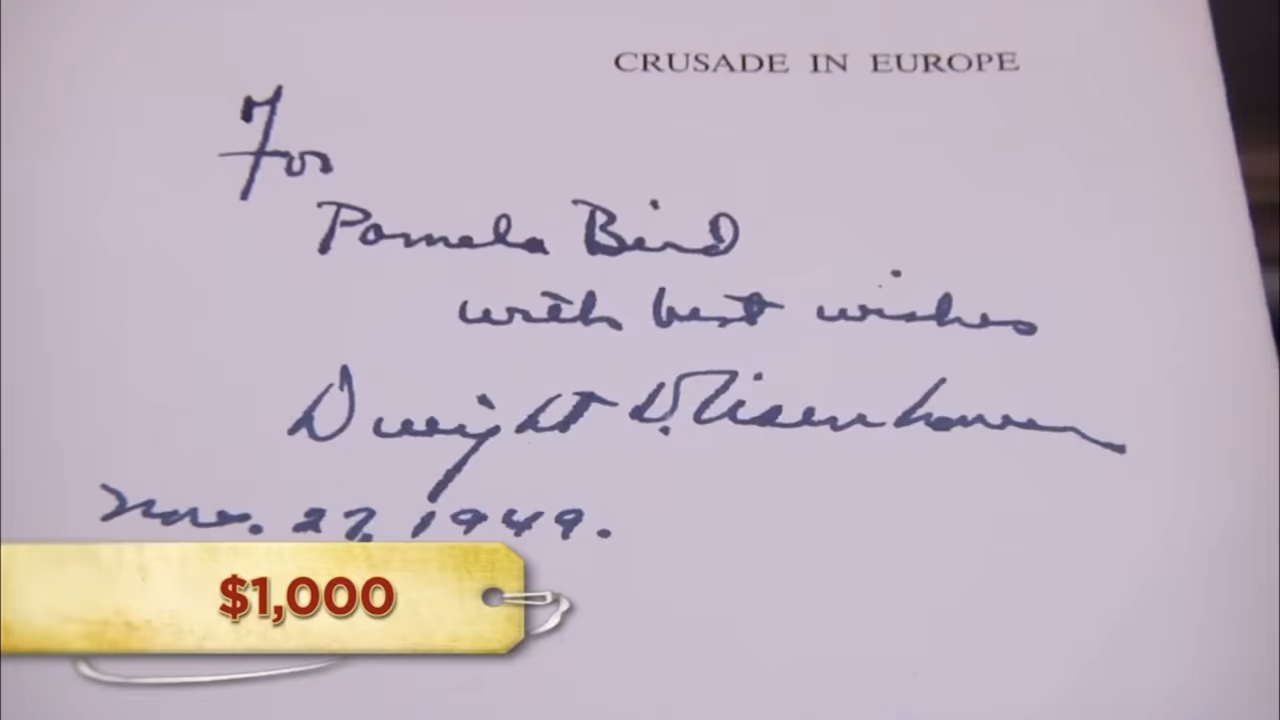 CRUSADE IN EUROPE
For
Pamela Bird
with best wishes
Dwight D. Eisenhower
Nov. 27, 1949.
$1,000